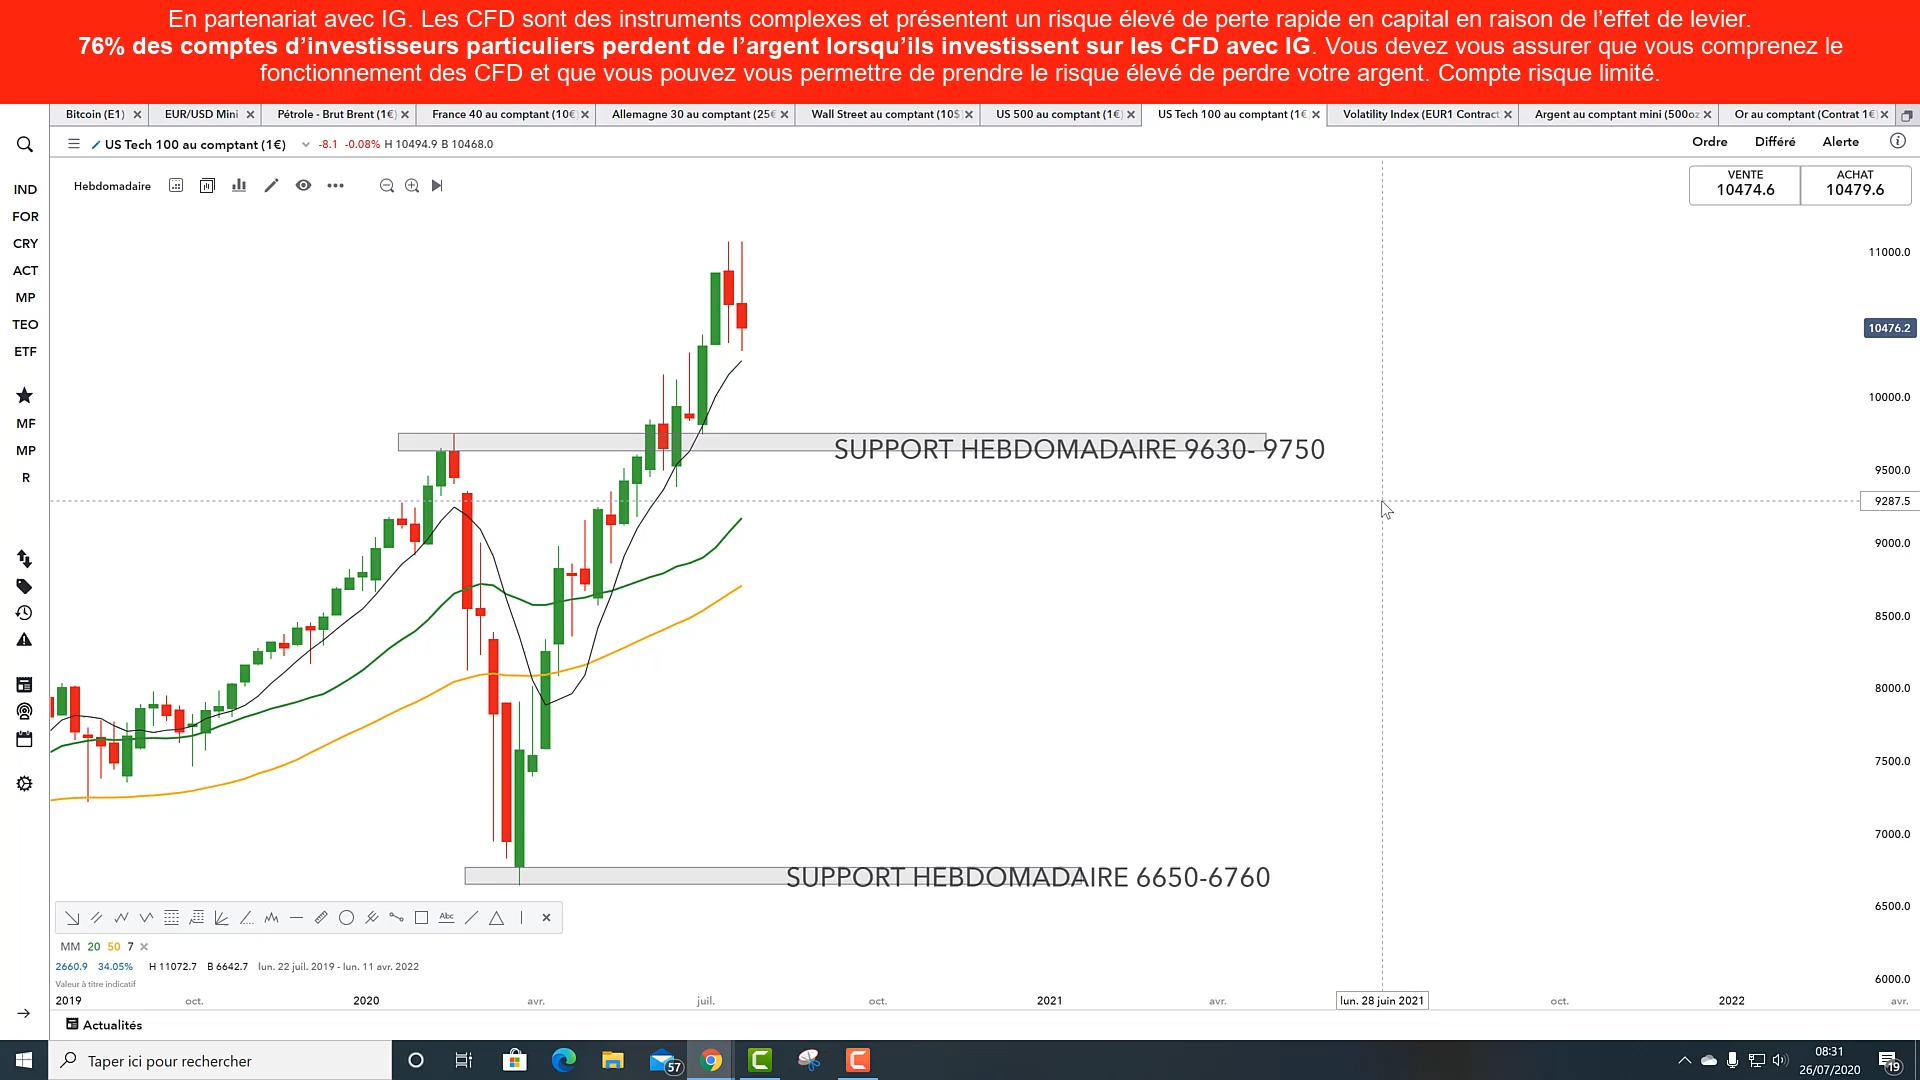 En partenariat avec IG. Les CFD sont des instruments complexes et présentent un risque élevé de perte rapide en capital en raison de l’effet de levier.
76% des comptes d’investisseurs particuliers perdent de l’argent lorsqu’ils investissent sur les CFD avec IG. Vous devez vous assurer que vous comprenez le
fonctionnement des CFD et que vous pouvez vous permettre de prendre le risque élevé de perdre votre argent. Compte risque limité.
Bitcoin (E1) EUR/USD Mini Pétrole - Brut Brent (1€) France 40 au comptant (10€ Allemagne 30 au comptant (25€ Wall Street au comptant (10$ US 500 au comptant (1€) US Tech 100 au comptant (1€ Volatility Index (EUR1 Contract Argent au comptant mini (500oz Or au comptant (Contrat 1€
US Tech 100 au comptant (1€) -8.1 -0.08% H 10494.9 B 10468.0
Ordre Différé Alerte
Hebdomadaire
VENTE ACHAT
10474.6 10479.6
IND
FOR
CRY
ACT
MP
TEO
ETF
MF
MP
R
11000.0
10476.2
10000.0
9500.0
9287.5
9000.0
8500.0
8000.0
7500.0
7000.0
6500.0
6000.0
SUPPORT HEBDOMADAIRE 9630- 9750
SUPPORT HEBDOMADAIRE 6650-6760
Abc
MM 20 50 7
2660.9 34.05% H 11072.7 B 6642.7 lun. 22 juil. 2019 - lun. 11 avr. 2022
Valeur à titre indicatif
2019 oct. 2020 avr. juil. oct. 2021 avr. lun. 28 juin 2021 oct. 2022 avr.
Actualités
Taper ici pour rechercher
57
08:31
26/07/2020
19